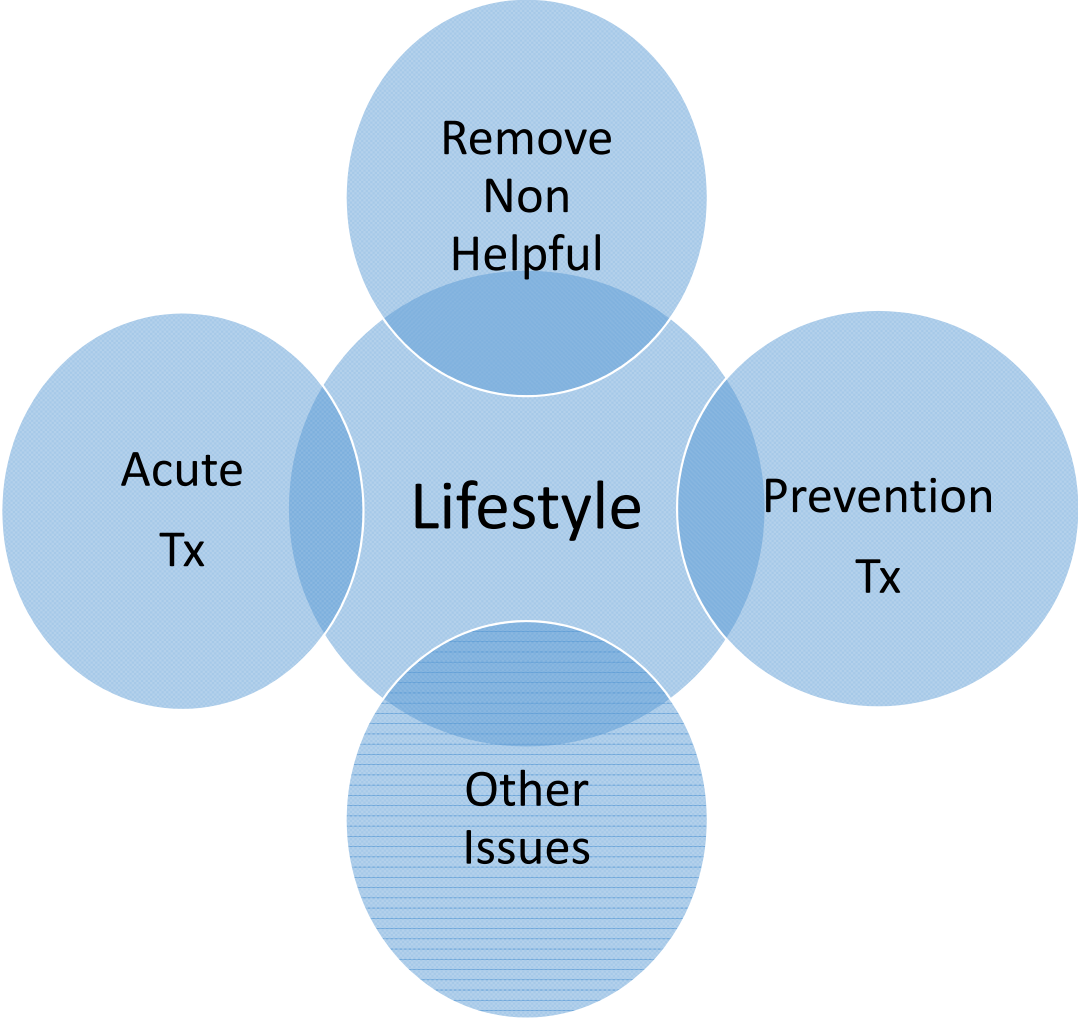 Remove
Non
Helpful
Acute
Tx
Lifestyle
Prevention
Tx
Other
Issues